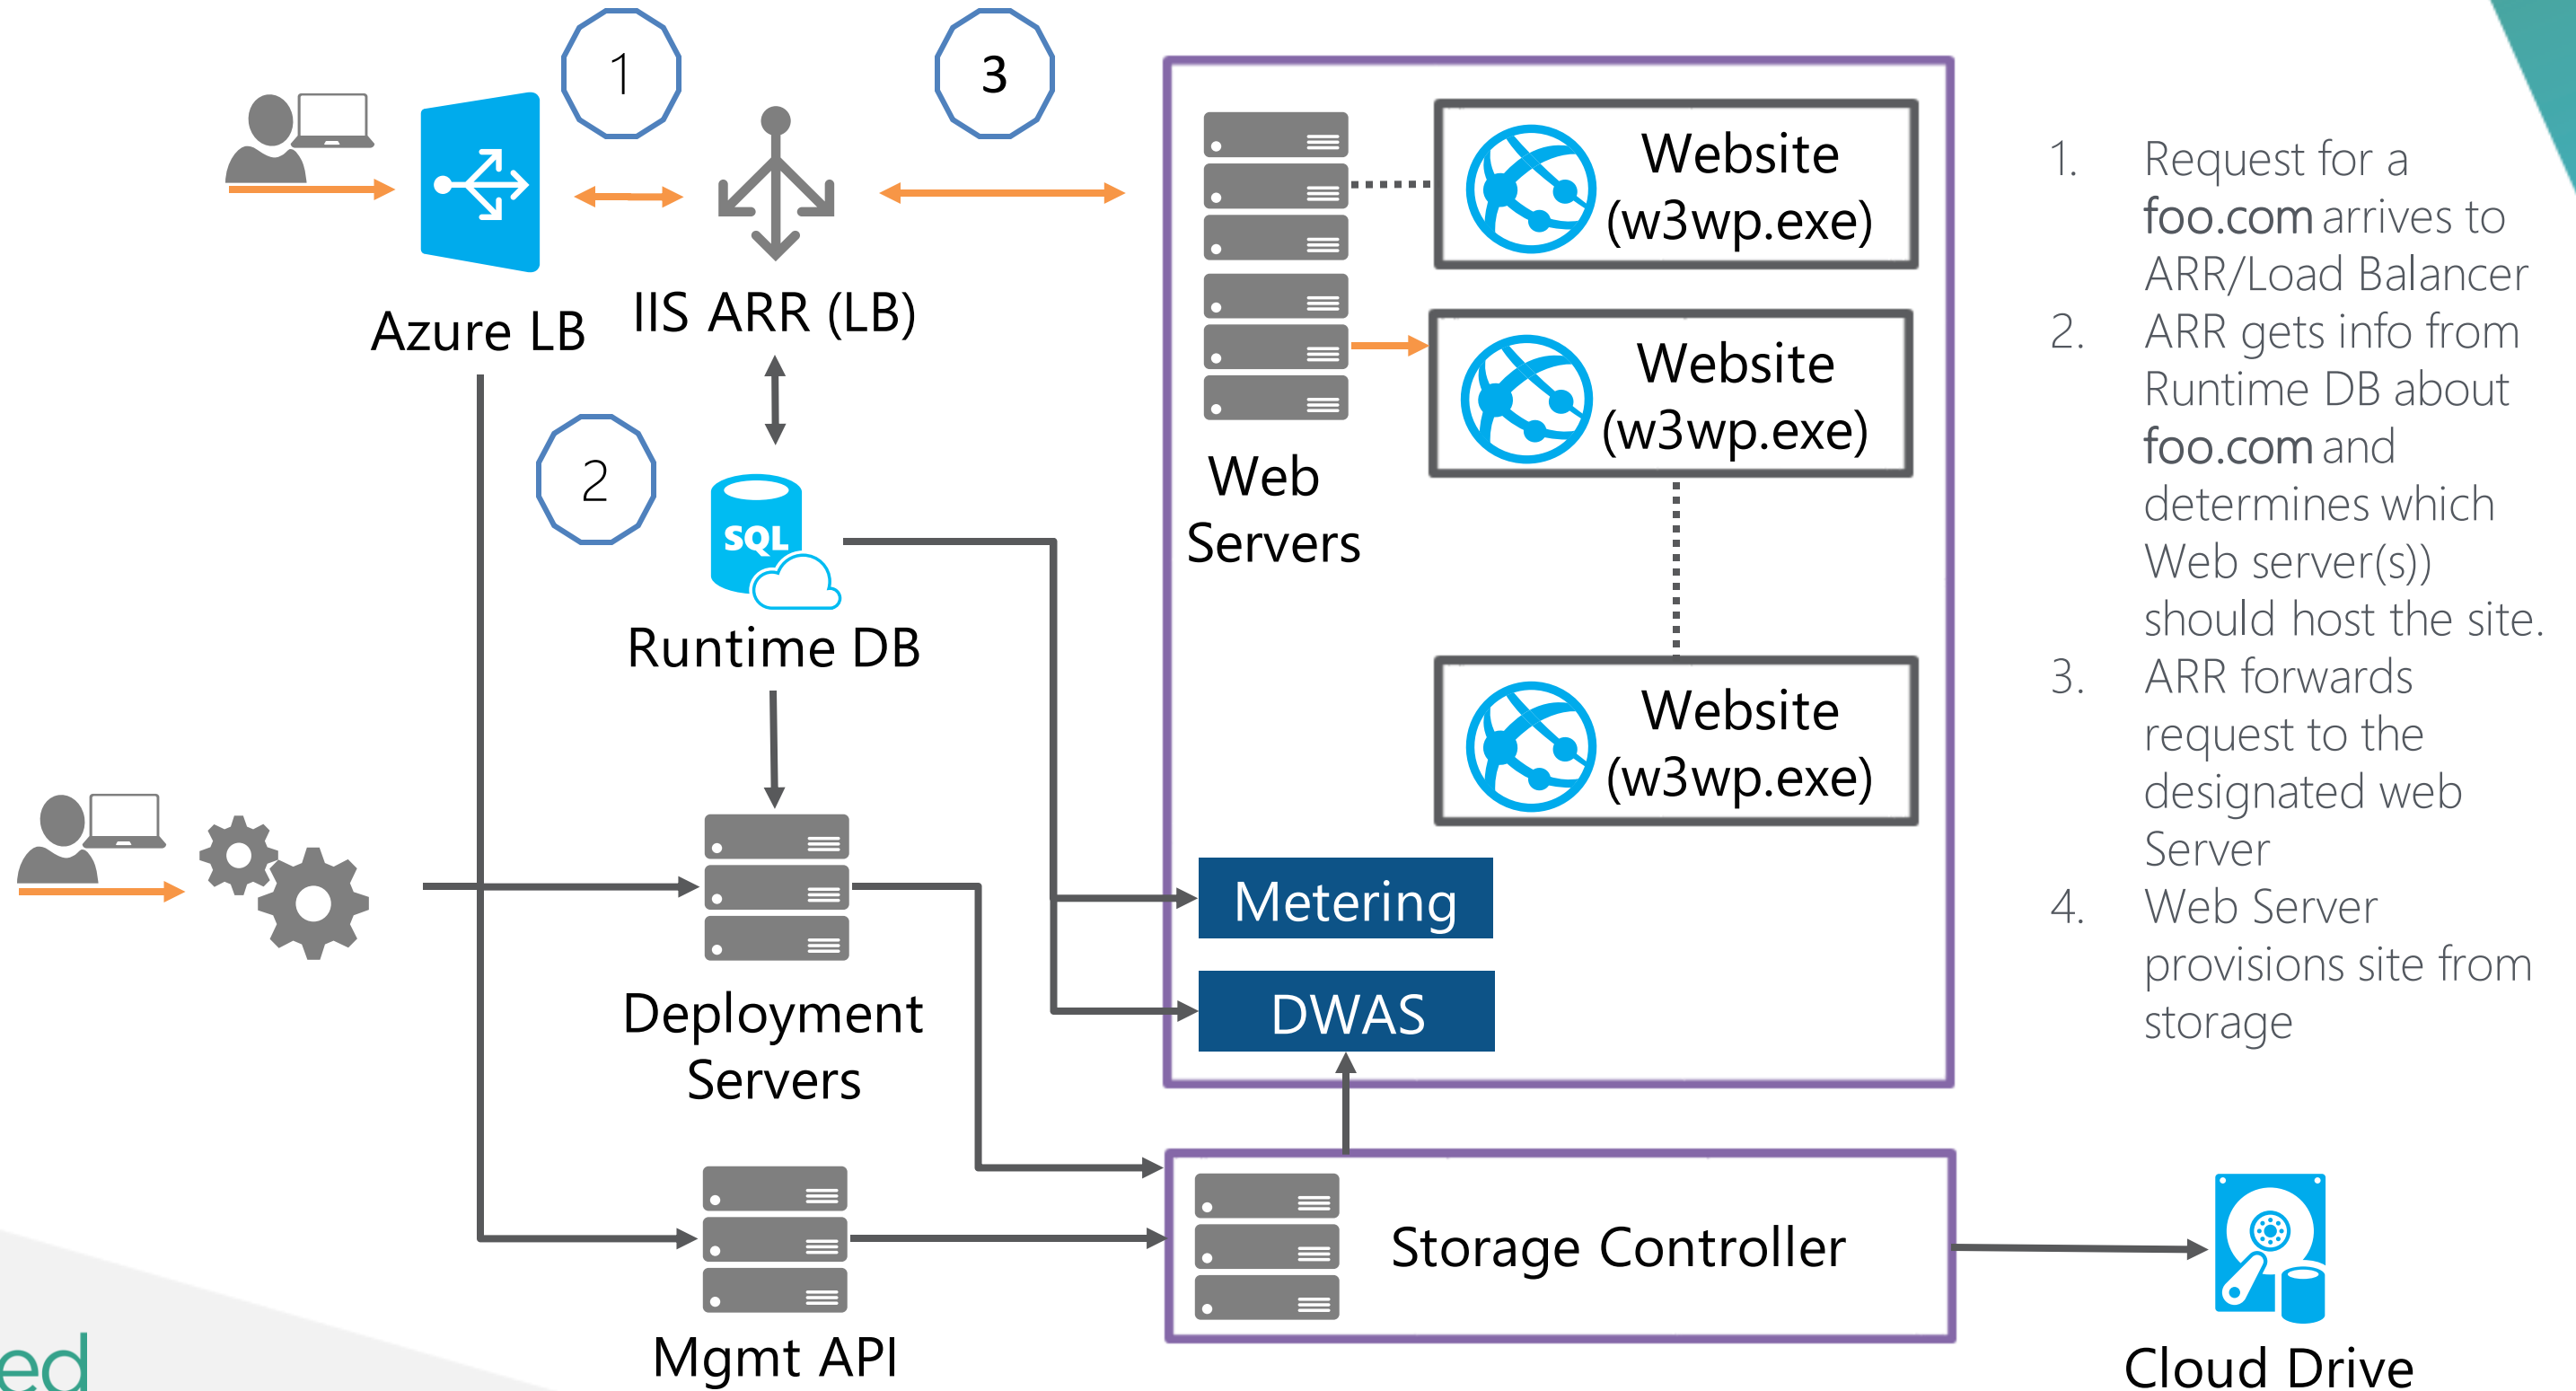 1
3
Azure LB
IIS ARR (LB)
2
SQL
Runtime DB
Deployment
Servers
Mgmt API
Web
Servers
Website
(w3wp.exe)
Website
(w3wp.exe)
Website
(w3wp.exe)
Metering
DWAS
Storage Controller
Cloud Drive
1. Request for a
foo.com arrives to
ARR/Load Balancer
2. ARR gets info from
Runtime DB about
foo.com and
determines which
Web server(s))
should host the site.
3. ARR forwards
request to the
designated web
Server
4. Web Server
provisions site from
storage
ed